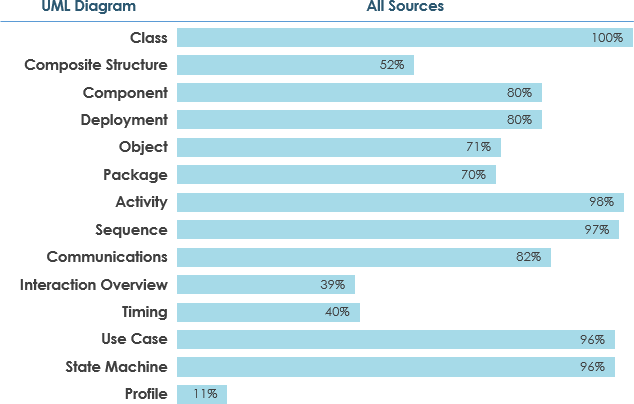 UML Diagram All Sources
Class 100%
Composite Structure 52%
Component 80%
Deployment 80%
Object 71%
Package 70%
Activity 98%
Sequence 97%
Communications 82%
Interaction Overview 39%
Timing 40%
Use Case 96%
State Machine 96%
Profile 11%